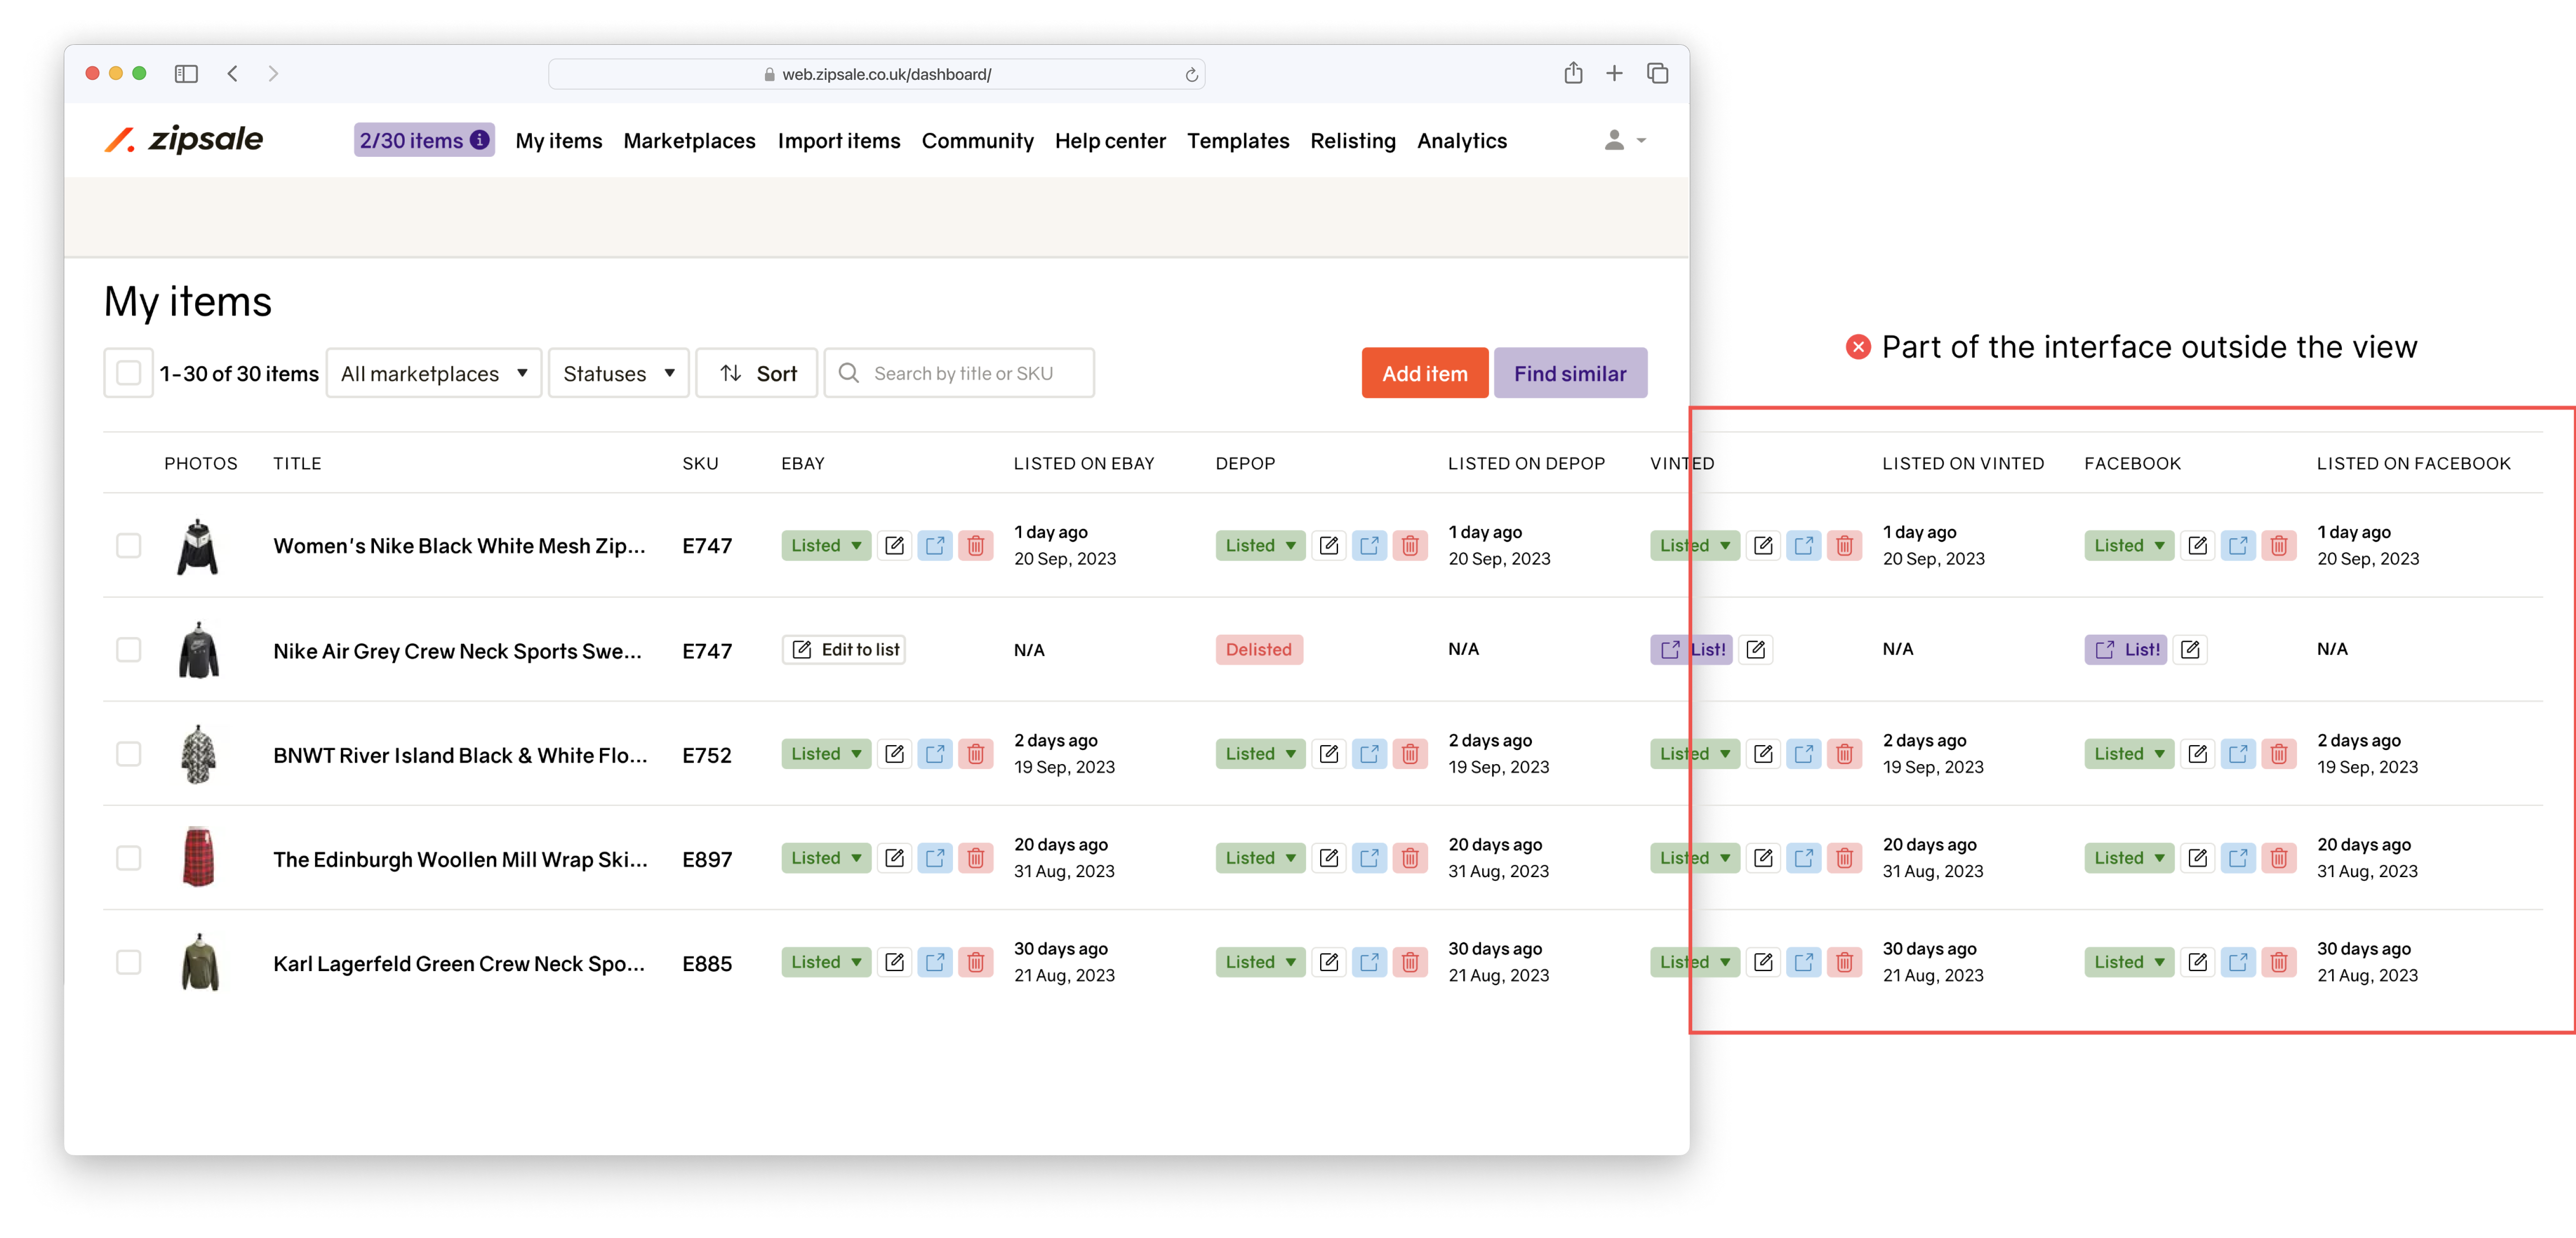 web.zipsale.co.uk/dashboard/
zipsale 2/30 items My items Marketplaces Import items Community Help center Templates Relisting Analytics
My items
Part of the interface outside the view
1-30 of 30 items All marketplaces Statuses Sort Search by title or SKU Add item Find similar
PHOTOS TITLE SKU EBAY LISTED ON EBAY DEPOP LISTED ON DEPOP VINTED LISTED ON VINTED FACEBOOK LISTED ON FACEBOOK
Women's Nike Black White Mesh Zip... E747 Listed 1 day ago Listed 1 day ago Listed 1 day ago Listed 1 day ago
20 Sep, 2023 20 Sep, 2023 20 Sep, 2023 20 Sep, 2023
Nike Air Grey Crew Neck Sports Swe... E747 Edit to list N/A Delisted N/A List! N/A List! N/A
BNWT River Island Black & White Flo... E752 Listed 2 days ago Listed 2 days ago Listed 2 days ago Listed 2 days ago
19 Sep, 2023 19 Sep, 2023 19 Sep, 2023 19 Sep, 2023
The Edinburgh Woollen Mill Wrap Ski... E897 Listed 20 days ago Listed 20 days ago Listed 20 days ago Listed 20 days ago
31 Aug, 2023 31 Aug, 2023 31 Aug, 2023 31 Aug, 2023
Karl Lagerfeld Green Crew Neck Spo... E885 Listed 30 days ago Listed 30 days ago Listed 30 days ago Listed 30 days ago
21 Aug, 2023 21 Aug, 2023 21 Aug, 2023 21 Aug, 2023